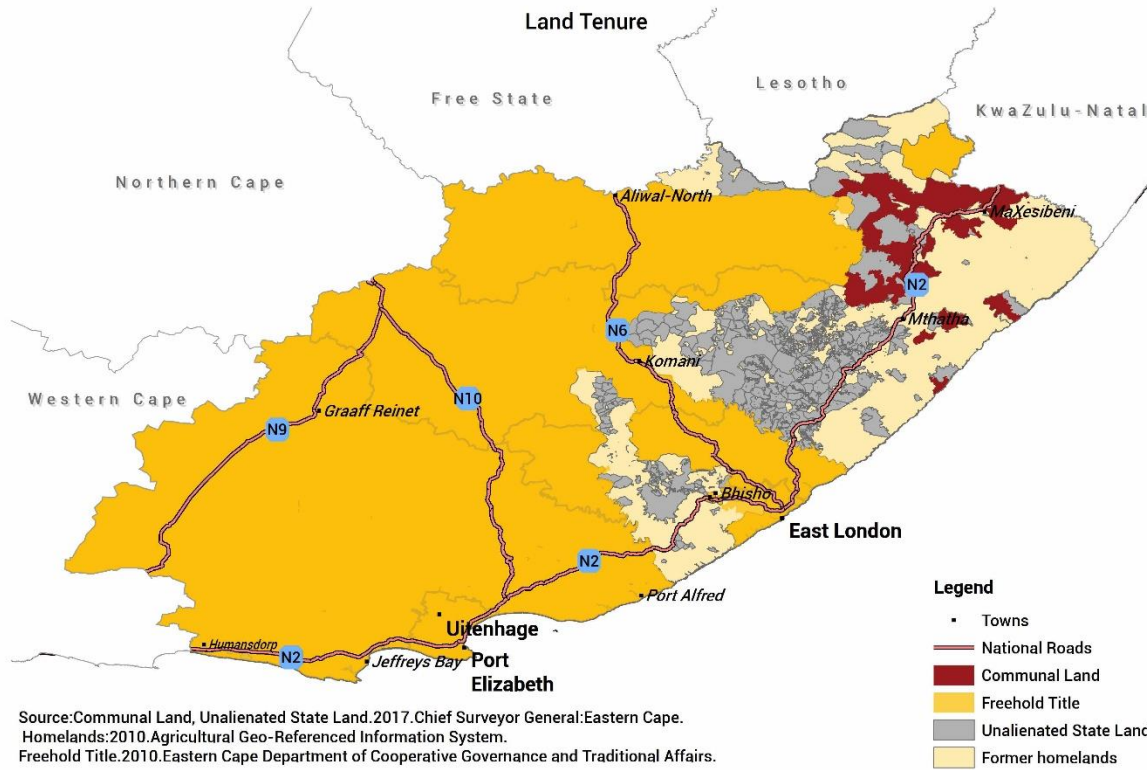 Land Tenure
Lesotho
Free State
KwaZulu-Natal
Northern Cape
Aliwal-North
MaXesibeni
N2
Mthatha
N6
Komani
Western Cape
N10
Graaff Reinet
N9
Bhisho
East London
N2
Port Alfred
Uitenhage
Humansdorp
N2
Jeffreys Bay
Port
Elizabeth
Legend
Towns
National Roads
Communal Land
Freehold Title
Unalienated State Land
Former homelands
Source:Communal Land, Unalienated State Land.2017.Chief Surveyor General:Eastern Cape.
Homelands:2010.Agricultural Geo-Referenced Information System.
Freehold Title.2010.Eastern Cape Department of Cooperative Governance and Traditional Affairs.